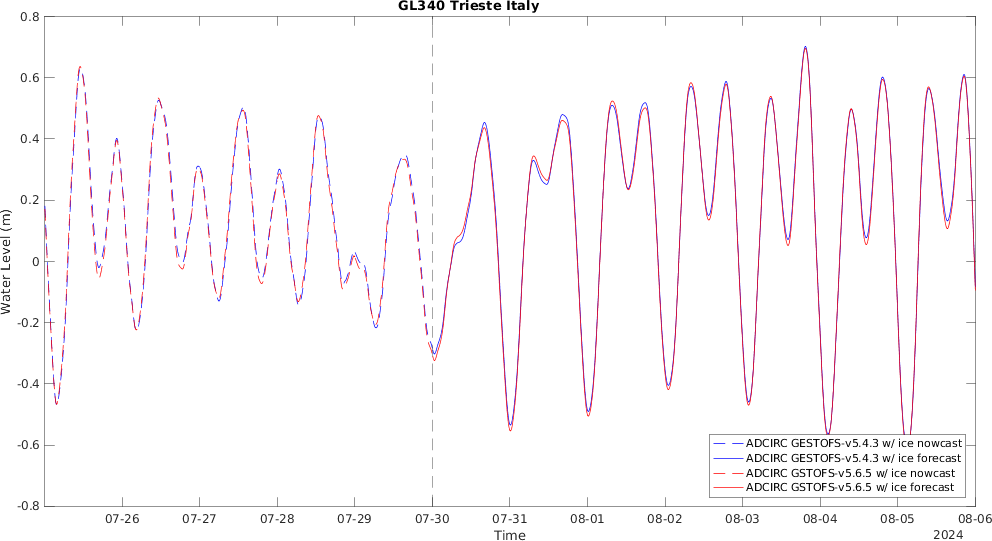 GL340 Trieste Italy
0.8
0.6
0.4
0.2
0
-0.2
-0.4
-0.6
-0.8
Water Level (m)
ADCIRC GESTOFS-v5.4.3 w/ ice nowcast
ADCIRC GESTOFS-v5.4.3 w/ ice forecast
ADCIRC GSTOFS-v5.6.5 w/ ice nowcast
ADCIRC GSTOFS-v5.6.5 w/ ice forecast
07-26 07-27 07-28 07-29 07-30 07-31 08-01 08-02 08-03 08-04 08-05 08-06
Time
2024